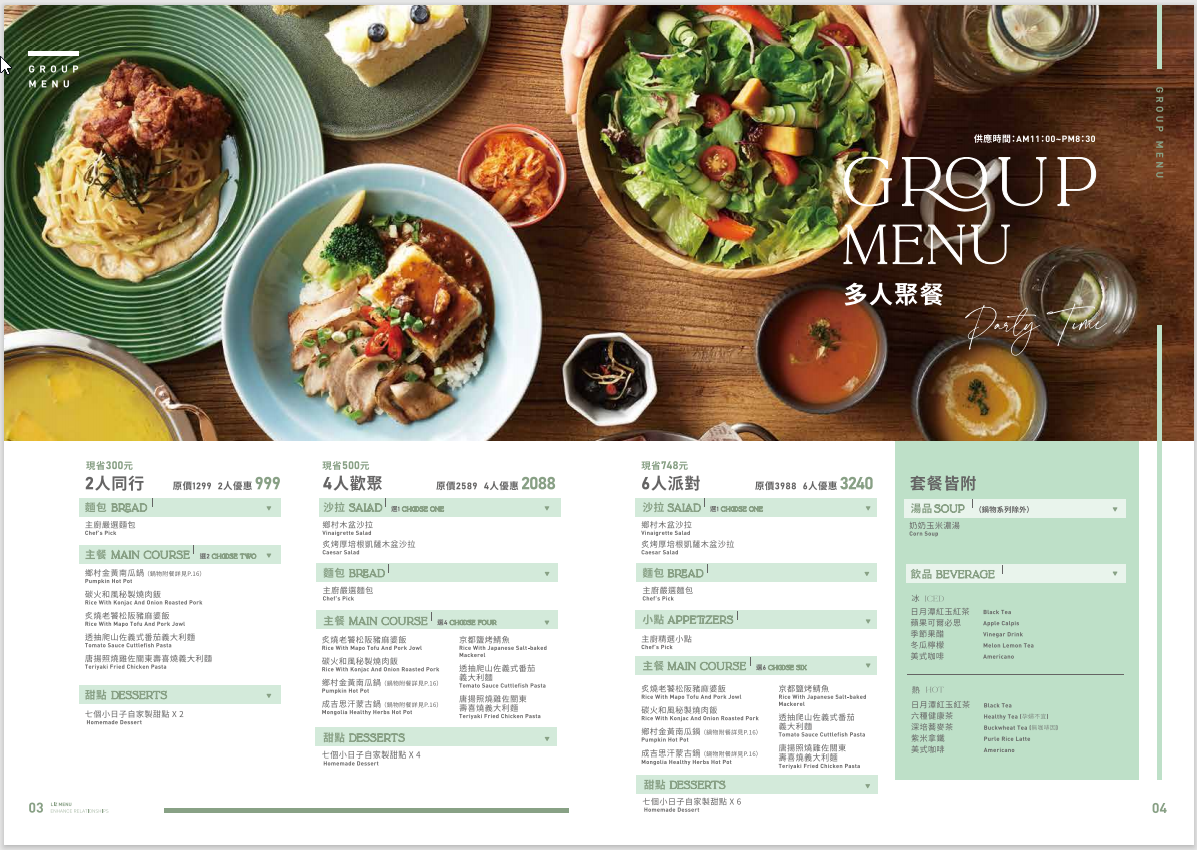 GROUP
MENU
GROUP MENU
供應時間：AM11:00~PM8:30
GROUP
MENU
多人聚餐
Party Time
現省300元
2人同行 原價1299 2人優惠 999
麵包 BREAD
主廚嚴選麵包
Chef's Pick
主餐 MAIN COURSE 選2 CHOOSE TWO
鄉村金黃南瓜鍋 (鍋物附餐詳見P.16)
Pumpkin Hot Pot
碳火和風秘製燒肉飯
Rice With Konjac And Onion Roasted Pork
炙燒老饕松阪豬麻婆飯
Rice With Mapo Tofu And Pork Jowl
透抽爬山佐義式番茄義大利麵
Tomato Sauce Cuttlefish Pasta
唐揚照燒雞佐關東壽喜燒義大利麵
Teriyaki Fried Chicken Pasta
甜點 DESSERTS
七個小日子自家製甜點 X 2
Homemade Dessert
現省500元
4人歡聚 原價2589 4人優惠 2088
沙拉 SALAD 選1 CHOOSE ONE
鄉村木盆沙拉
Vinaigrette Salad
炙烤厚培根凱薩木盆沙拉
Caesar Salad
麵包 BREAD
主廚嚴選麵包
Chef's Pick
主餐 MAIN COURSE 選4 CHOOSE FOUR
炙燒老饕松阪豬麻婆飯
Rice With Mapo Tofu And Pork Jowl
碳火和風秘製燒肉飯
Rice With Konjac And Onion Roasted Pork
鄉村金黃南瓜鍋 (鍋物附餐詳見P.16)
Pumpkin Hot Pot
成吉思汗蒙古鍋 (鍋物附餐詳見P.16)
Mongolia Healthy Herbs Hot Pot
京都鹽烤鯖魚
Rice With Japanese Salt-baked
Mackerel
透抽爬山佐義式番茄
義大利麵
Tomato Sauce Cuttlefish Pasta
唐揚照燒雞佐關東
壽喜燒義大利麵
Teriyaki Fried Chicken Pasta
甜點 DESSERTS
七個小日子自家製甜點 X 4
Homemade Dessert
現省748元
6人派對 原價3988 6人優惠 3240
沙拉 SALAD 選1 CHOOSE ONE
鄉村木盆沙拉
Vinaigrette Salad
炙烤厚培根凱薩木盆沙拉
Caesar Salad
麵包 BREAD
主廚嚴選麵包
Chef's Pick
小點 APPETIZERS
主廚精選小點
Chef's Pick
主餐 MAIN COURSE 選6 CHOOSE SIX
炙燒老饕松阪豬麻婆飯
Rice With Mapo Tofu And Pork Jowl
碳火和風秘製燒肉飯
Rice With Konjac And Onion Roasted Pork
鄉村金黃南瓜鍋 (鍋物附餐詳見P.16)
Pumpkin Hot Pot
成吉思汗蒙古鍋 (鍋物附餐詳見P.16)
Mongolia Healthy Herbs Hot Pot
京都鹽烤鯖魚
Rice With Japanese Salt-baked
Mackerel
透抽爬山佐義式番茄
義大利麵
Tomato Sauce Cuttlefish Pasta
唐揚照燒雞佐關東
壽喜燒義大利麵
Teriyaki Fried Chicken Pasta
甜點 DESSERTS
七個小日子自家製甜點 X 6
Homemade Dessert
套餐皆附
湯品 SOUP (鍋物系列除外)
奶奶玉米濃湯
Corn Soup
飲品 BEVERAGE
冰 ICED
日月潭紅玉紅茶 Black Tea
蘋果可爾必思 Apple Calpis
季節果醋 Vinegar Drink
冬瓜檸檬 Melon Lemon Tea
美式咖啡 Americano
熱 HOT
日月潭紅玉紅茶 Black Tea
六種健康茶 Healthy Tea
深培蕎麥茶 Buckwheat Tea
紫米拿鐵 Purle Rice Latte
美式咖啡 Americano
03
ENHANCE RELATIONSHIPS
04